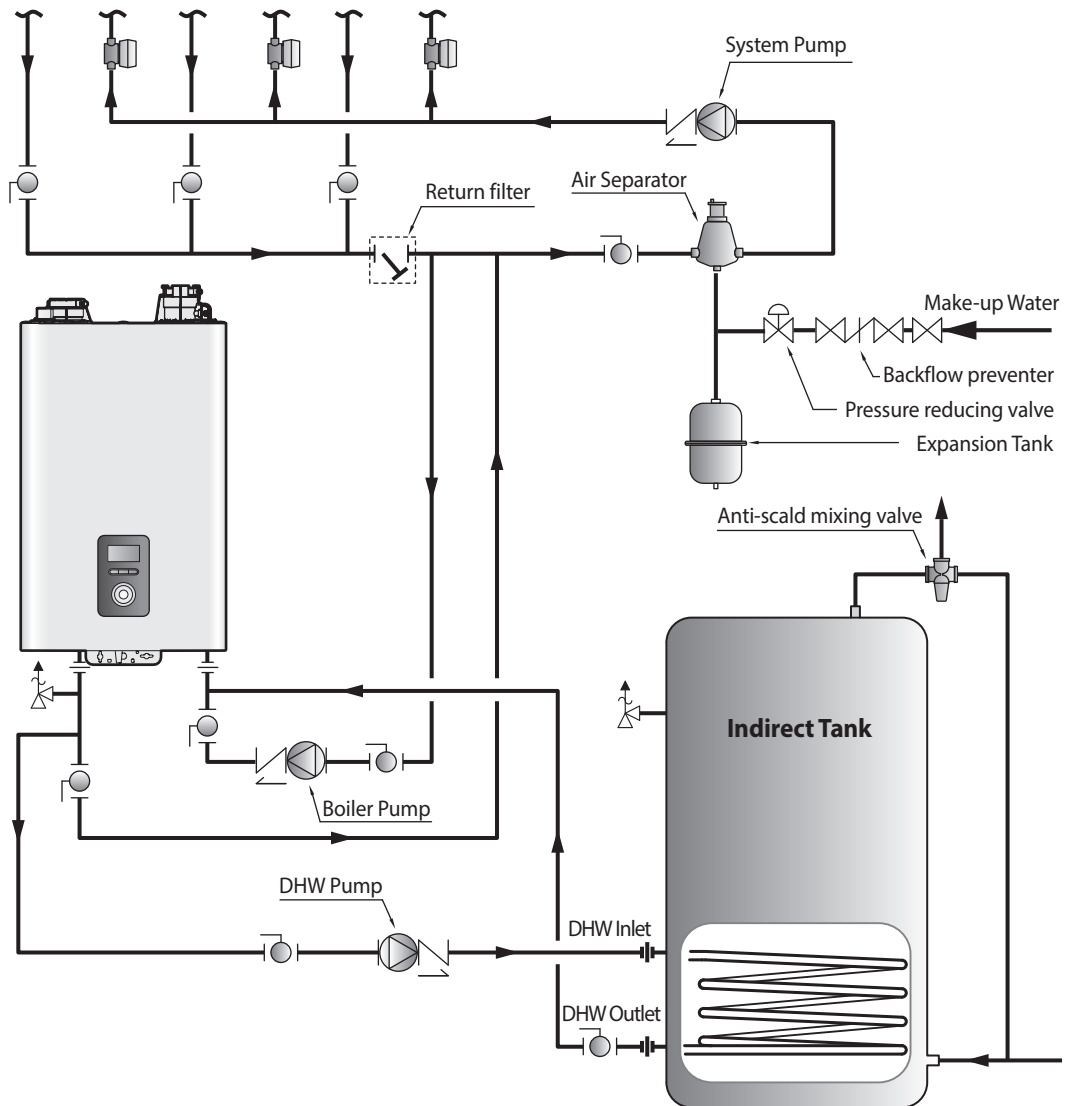 System Pump
Return filter
Air Separator
Make-up Water
Backflow preventer
Pressure reducing valve
Expansion Tank
Anti-scald mixing valve
Indirect Tank
Boiler Pump
DHW Pump
DHW Inlet
DHW Outlet